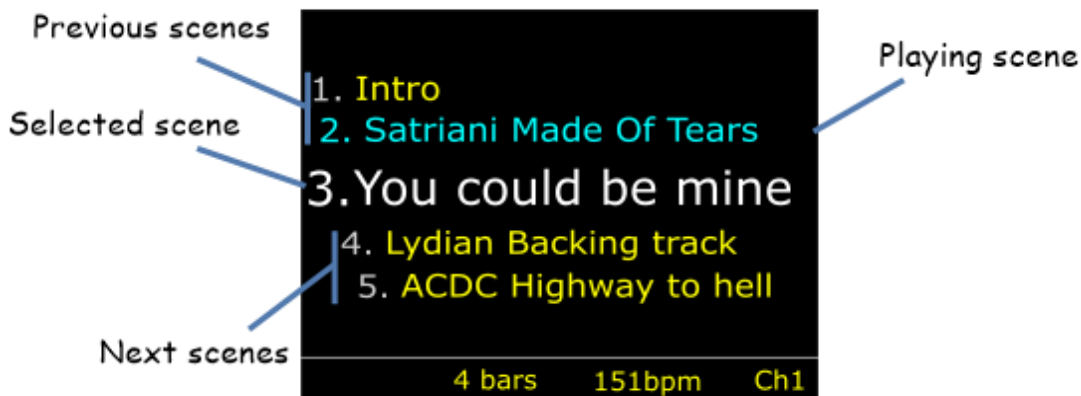 Previous scenes
Playing scene
1. Intro
Selected scene
2. Satriani Made Of Tears
3.You could be mine
4. Lydian Backing track
5. ACDC Highway to hell
Next scenes
4 bars 151bpm Ch1